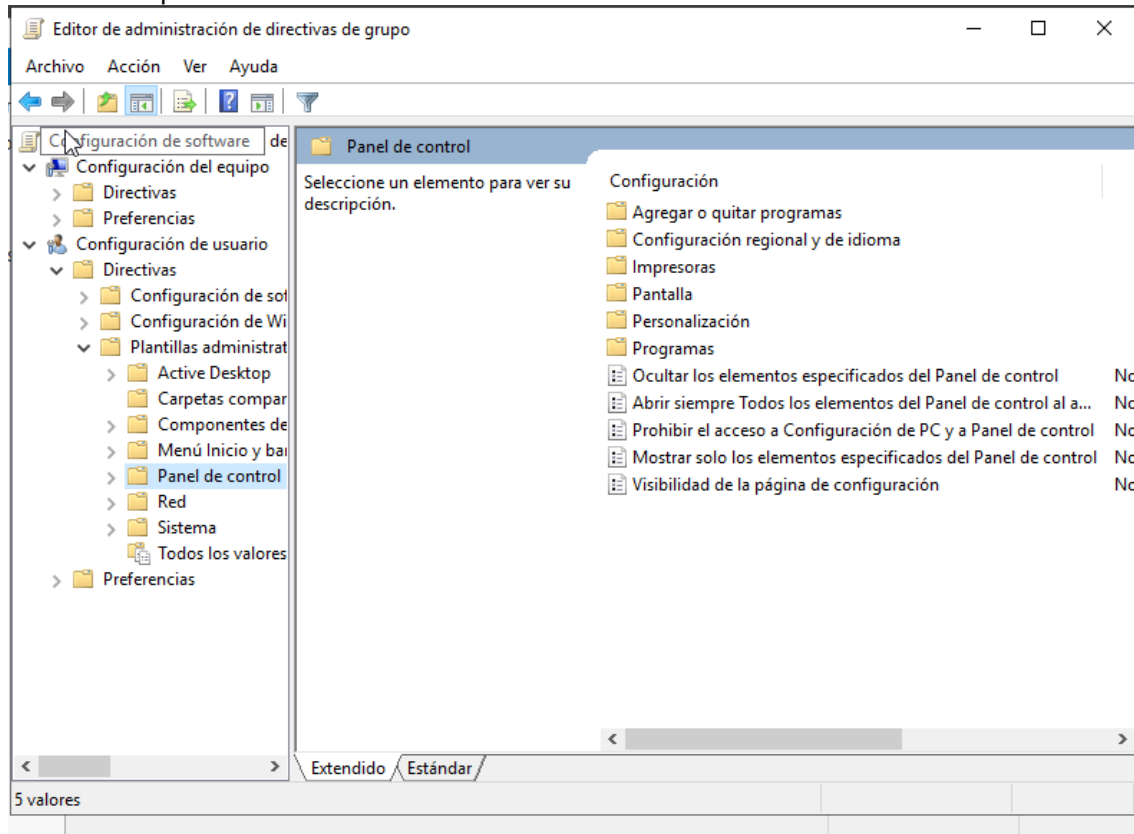 Editor de administración de directivas de grupo
Archivo Acción Ver Ayuda
Configuración de software de
Configuración del equipo
Directivas
Preferencias
Configuración de usuario
Directivas
Configuración de sof
Configuración de Wi
Plantillas administrat
Active Desktop
Carpetas compar
Componentes de
Menú Inicio y bar
Panel de control
Red
Sistema
Todos los valores
Preferencias
Panel de control
Seleccione un elemento para ver su
descripción.
Configuración
Agregar o quitar programas
Configuración regional y de idioma
Impresoras
Pantalla
Personalización
Programas
Ocultar los elementos especificados del Panel de control No
Abrir siempre Todos los elementos del Panel de control al a... No
Prohibir el acceso a Configuración de PC y a Panel de control No
Mostrar solo los elementos especificados del Panel de control No
Visibilidad de la página de configuración No
Extendido Estándar
5 valores